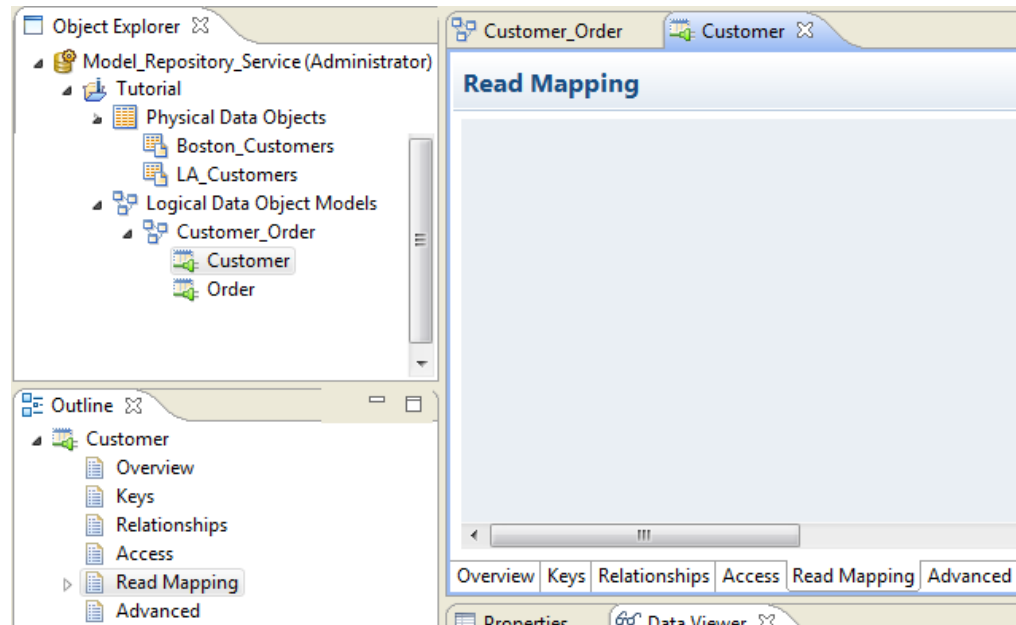 Object Explorer
Model_Repository_Service (Administrator)
Tutorial
Physical Data Objects
Boston_Customers
LA_Customers
Logical Data Object Models
Customer_Order
Customer
Order
Outline
Customer
Overview
Keys
Relationships
Access
Read Mapping
Advanced
Customer_Order Customer
Read Mapping
Overview Keys Relationships Access Read Mapping Advanced
Properties Data Viewer